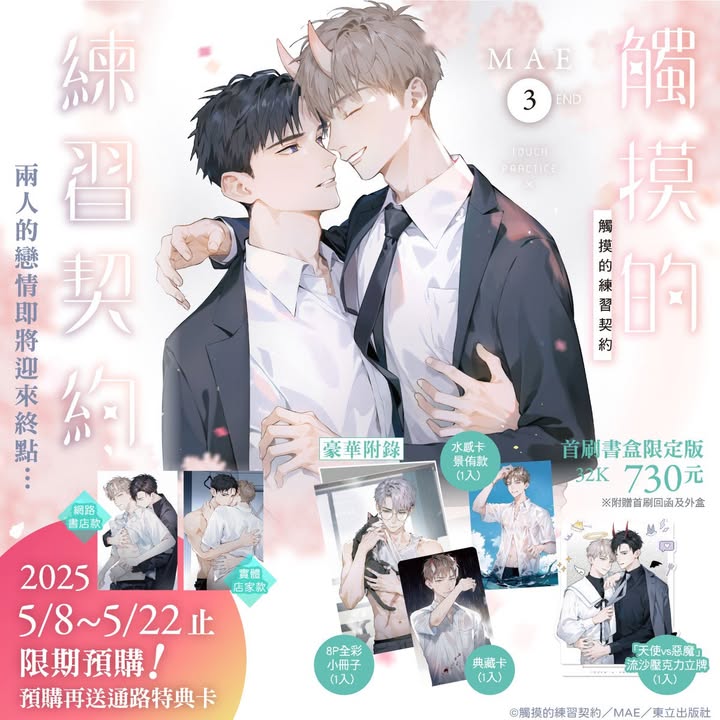 觸摸的
練習契約
MAE
3 END
TOUCH
PRACTICE
×
觸摸的練習契約
兩人的戀情即將迎來終點…
豪華附錄
水感卡
景侑款
(1入)
首刷書盒限定版
32K 730元
※附贈首刷回函及外盒
網路
書店款
實體
店家款
2025
5/8~5/22止
限期預購!
預購再送通路特典卡
8P全彩
小冊子
(1入)
典藏卡
(1入)
「天使vs惡魔」
流沙壓克力立牌
(1入)
©觸摸的練習契約/MAE/東立出版社